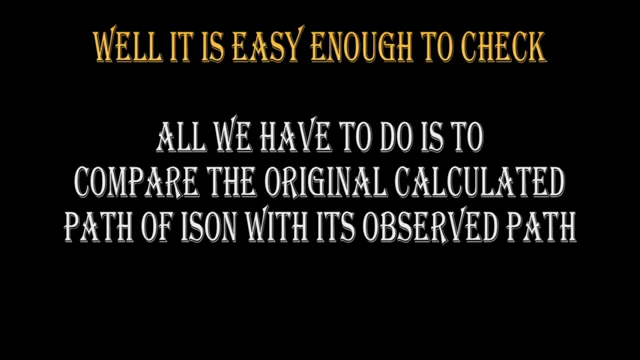 WELL IT IS EASY ENOUGH TO CHECK
ALL WE HAVE TO DO IS TO
COMPARE THE ORIGINAL CALCULATED
PATH OF ISON WITH ITS OBSERVED PATH